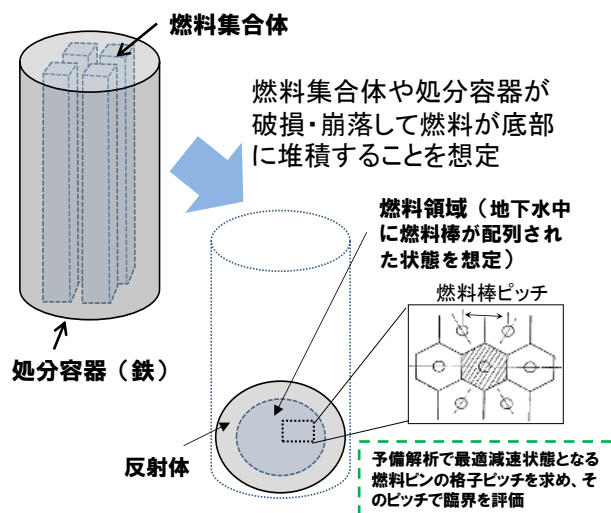 燃料集合体
燃料集合体や処分容器が
破損・崩落して燃料が底部
に堆積することを想定
燃料領域（地下水中
に燃料棒が配列され
た状態を想定）
燃料棒ピッチ
処分容器（鉄）
反射体
予備解析で最適減速状態となる
燃料ピンの格子ピッチを求め、そ
のピッチで臨界を評価